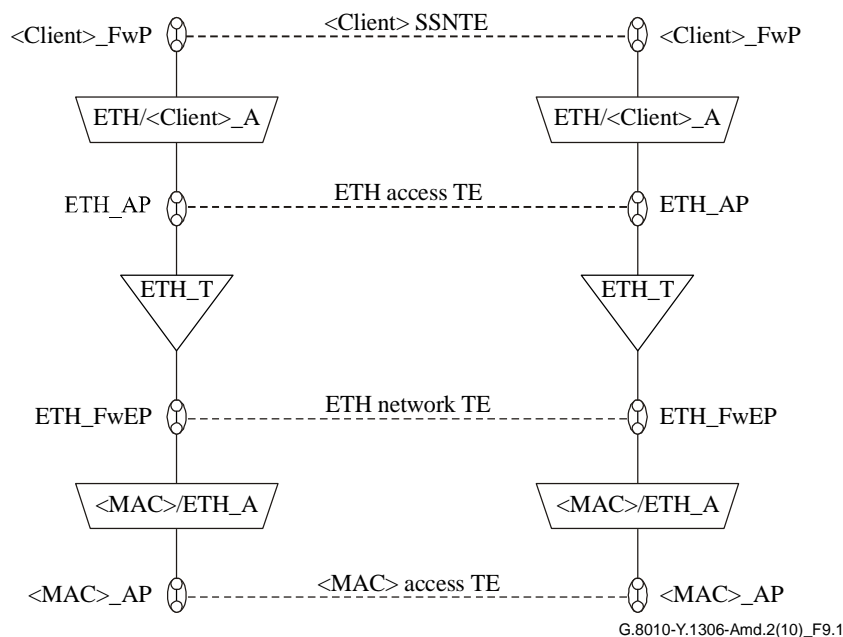 <Client>_FwP <Client> SSNTE <Client>_FwP
ETH/<Client>_A ETH/<Client>_A
ETH_AP ETH access TE ETH_AP
ETH_T ETH_T
ETH_FwEP ETH network TE ETH_FwEP
<MAC>/ETH_A <MAC>/ETH_A
<MAC>_AP <MAC> access TE <MAC>_AP
G.8010-Y.1306-Amd.2(10)_F9.1